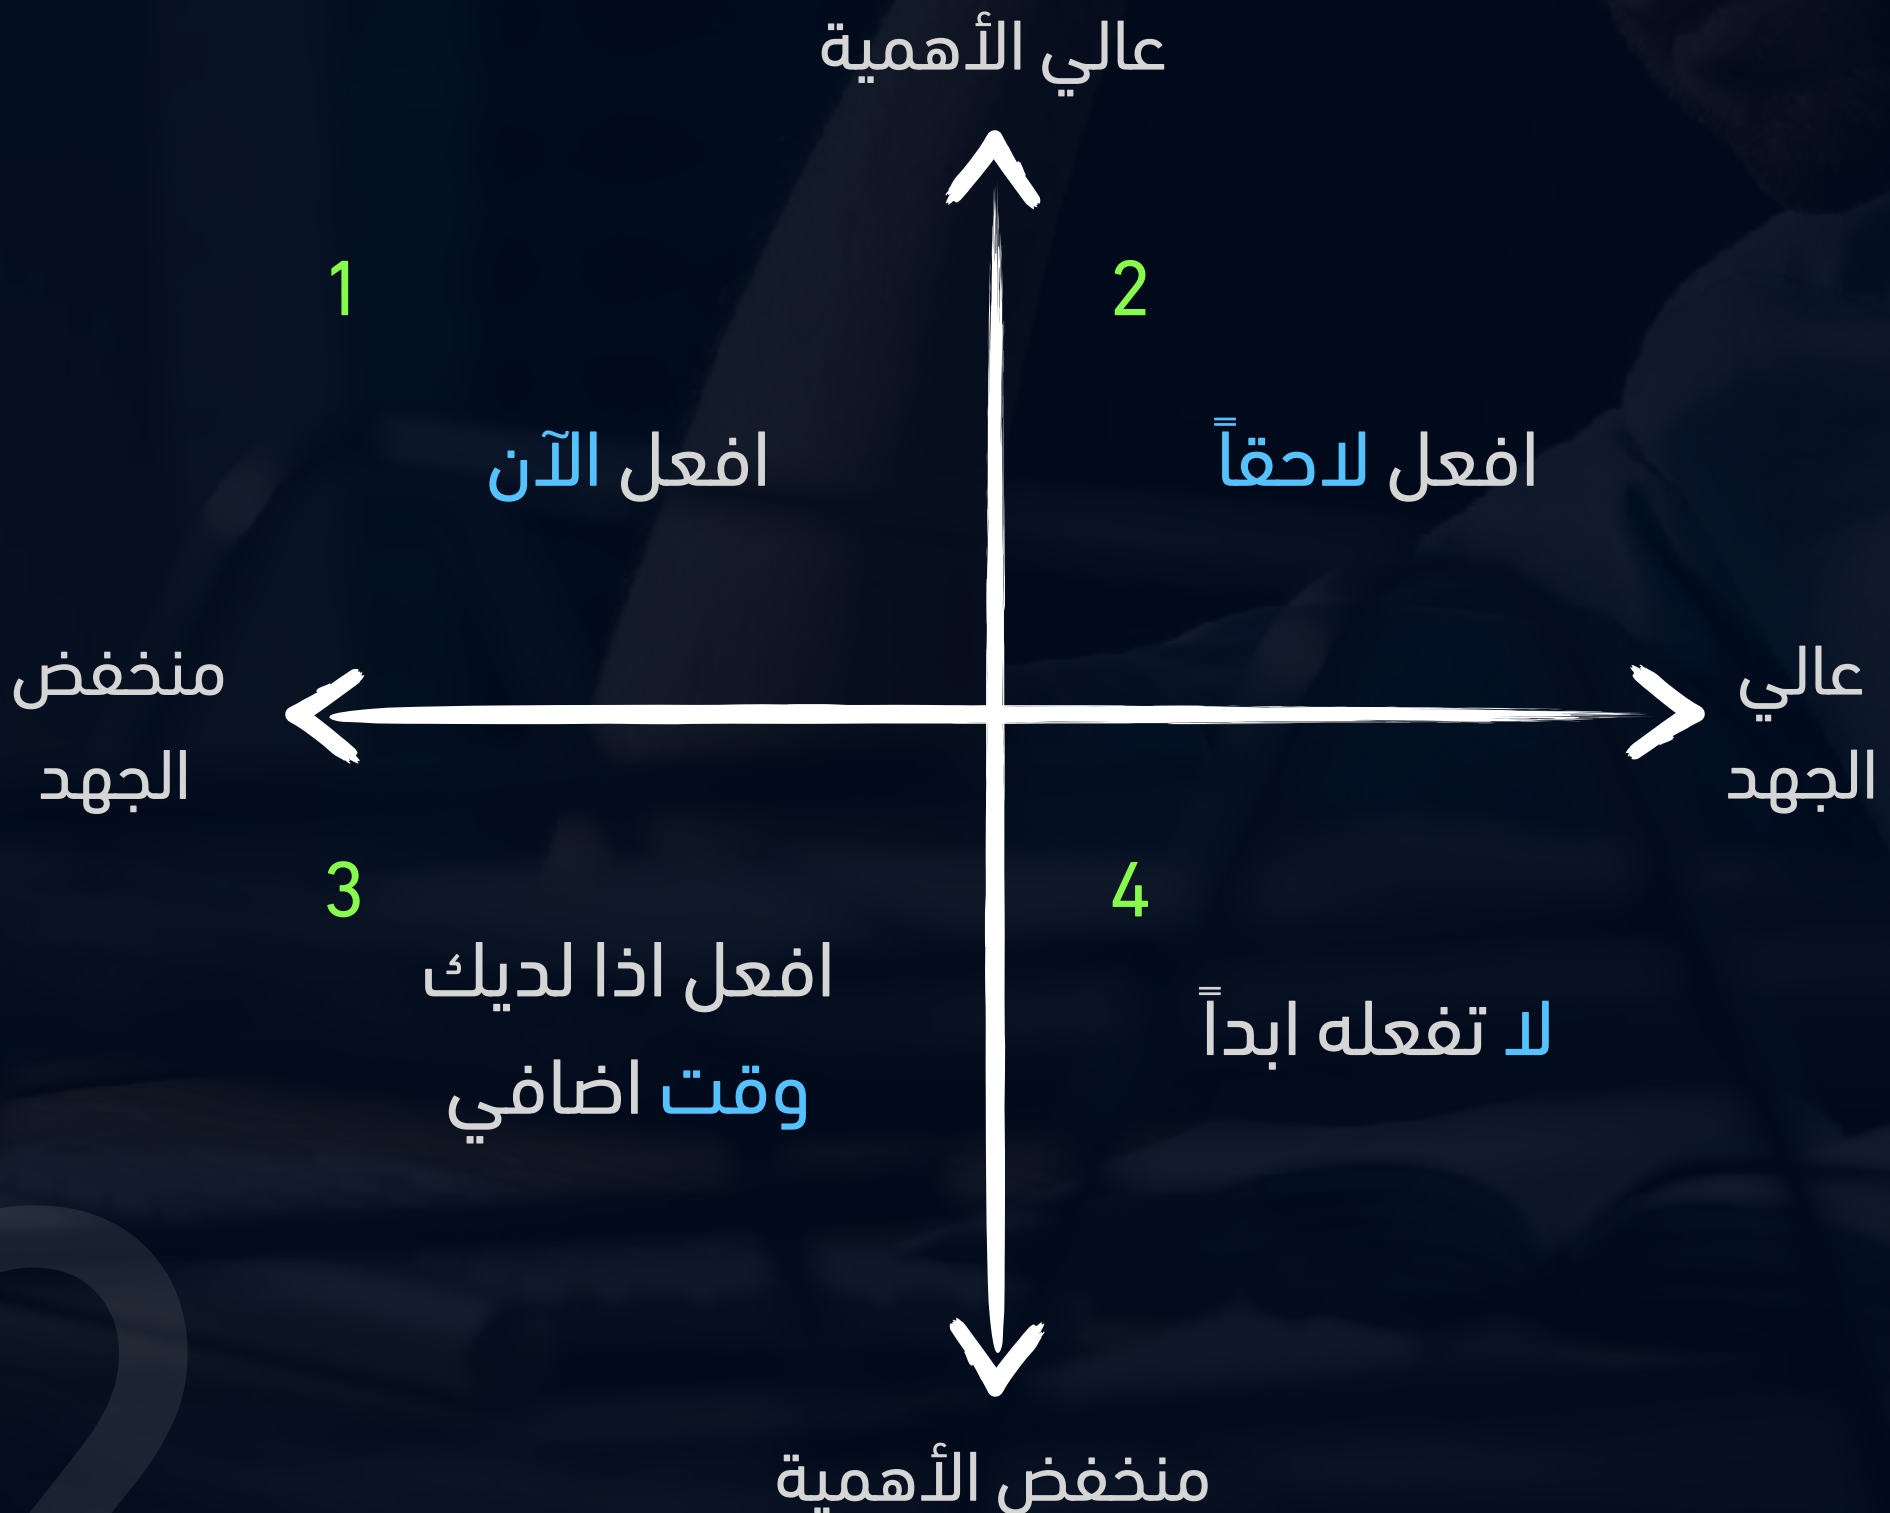 عالي الأهمية
1
2
افعل الآن
افعل لاحقاً
منخفض
الجهد
عالي
الجهد
3
4
افعل اذا لديك
وقت اضافي
لا تفعله ابداً
2
منخفض الأهمية